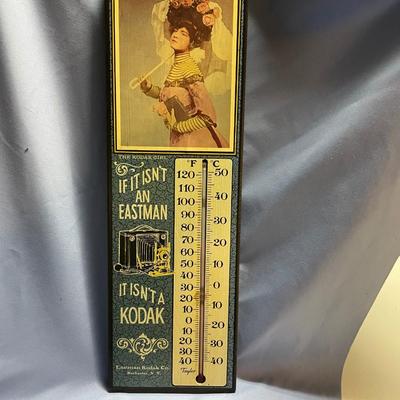 THE KODAK GIRL
IF IT ISN'T
AN
EASTMAN
IT ISN'T A
KODAK
Eastman Kodak Co.
Rochester, N. Y.
°F C
120 50
110
100 40
90 30
80
70 20
60
50 10
40
30 0
20
10 10
0
10 20
20 30
30
40 40
Taylor